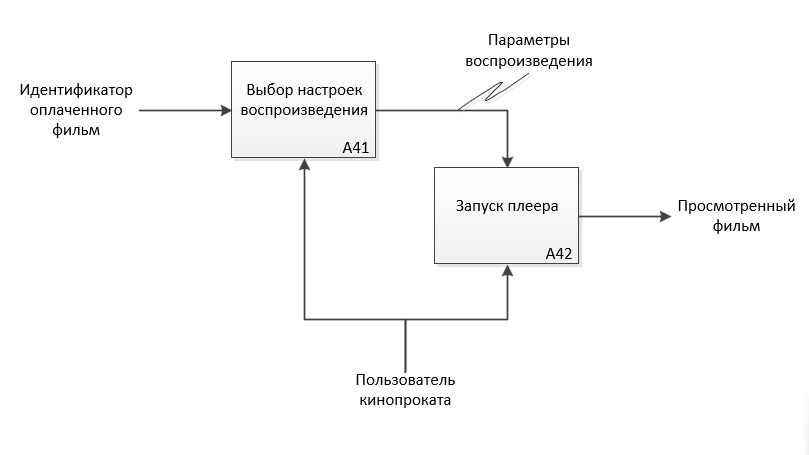 Параметры
воспроизведения
Идентификатор
оплаченного
фильм
Выбор настроек
воспроизведения
A41
Запуск плеера
A42
Просмотренный
фильм
Пользователь
кинопроката